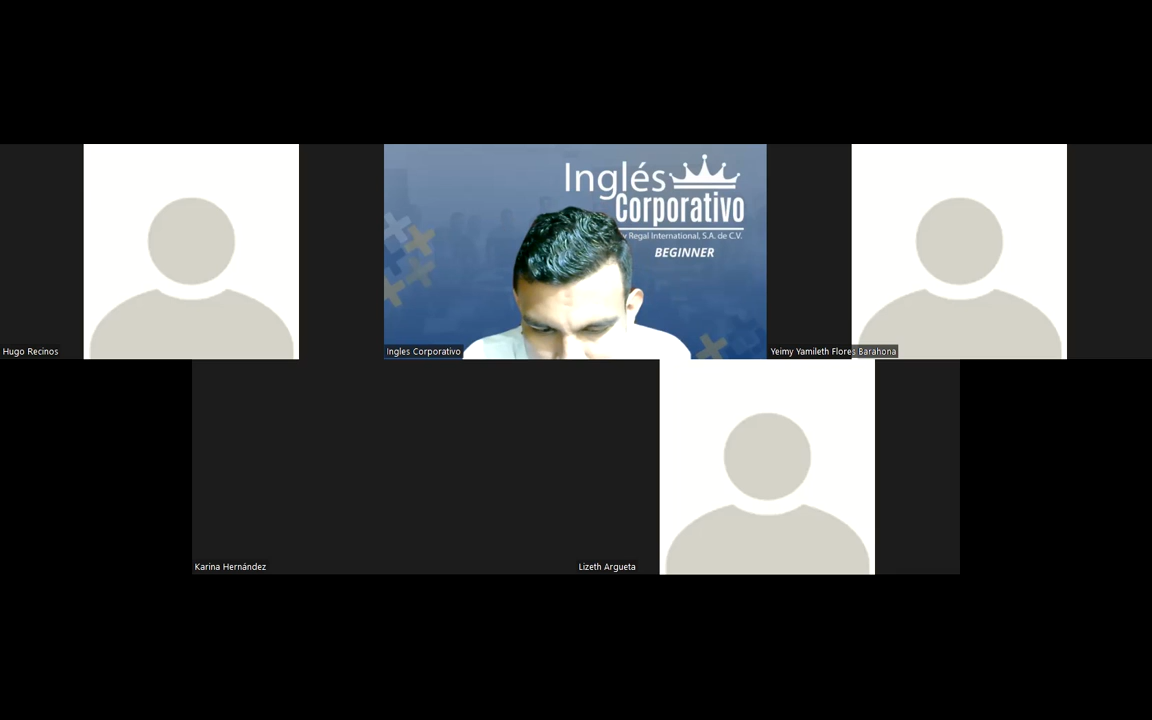 Inglés
Corporativo
y Regal International, S.A. de C.V.
BEGINNER
Hugo Recinos
Ingles Corporativo
Yeimy Yamileth Flores Barahona
Karina Hernández
Lizeth Argueta